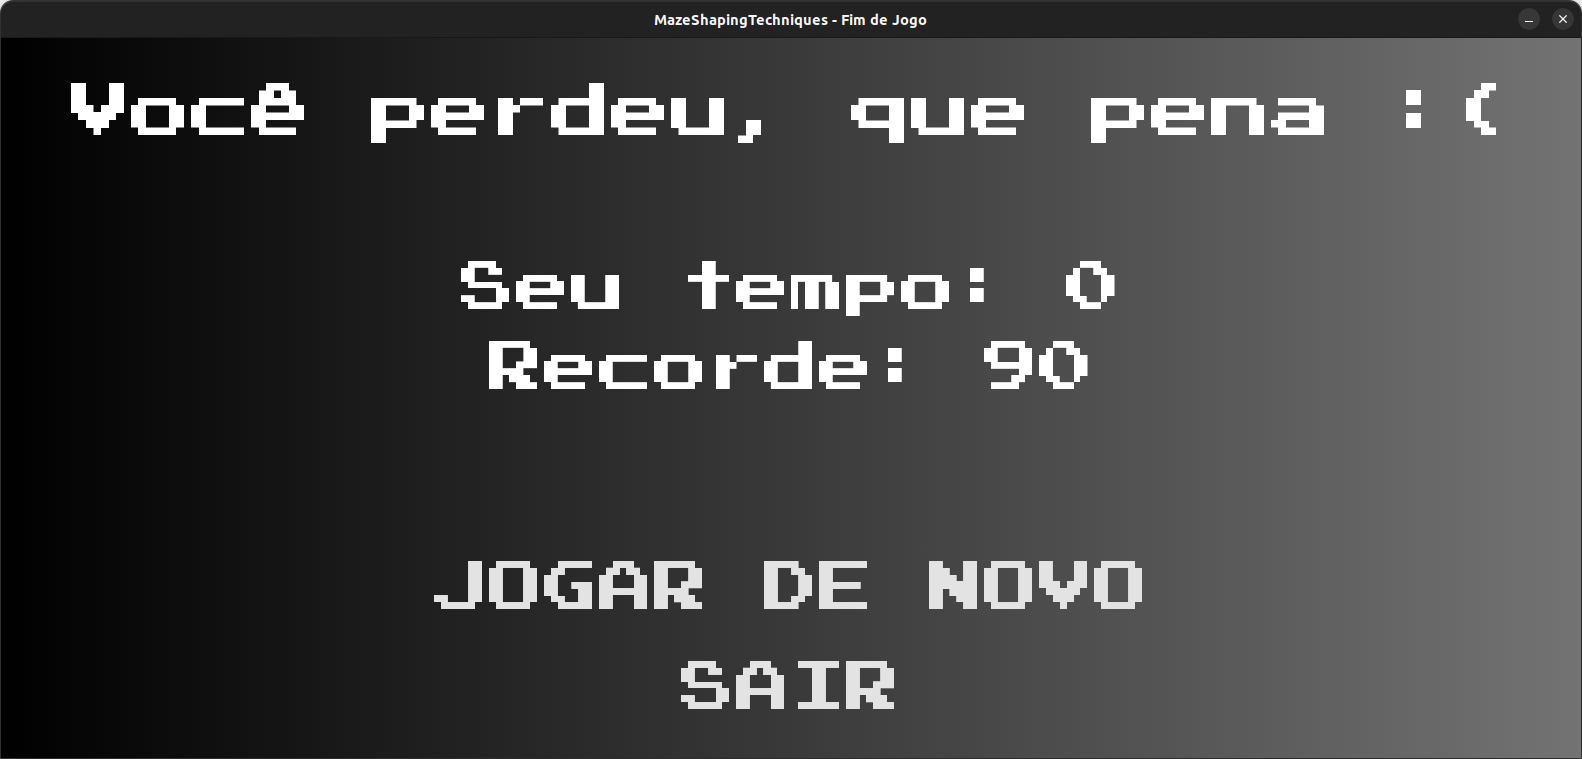 MazeShapingTechniques - Fim de Jogo
Você perdeu, que pena :(
Seu tempo: 0
Recorde: 90
JOGAR DE NOVO
SAIR